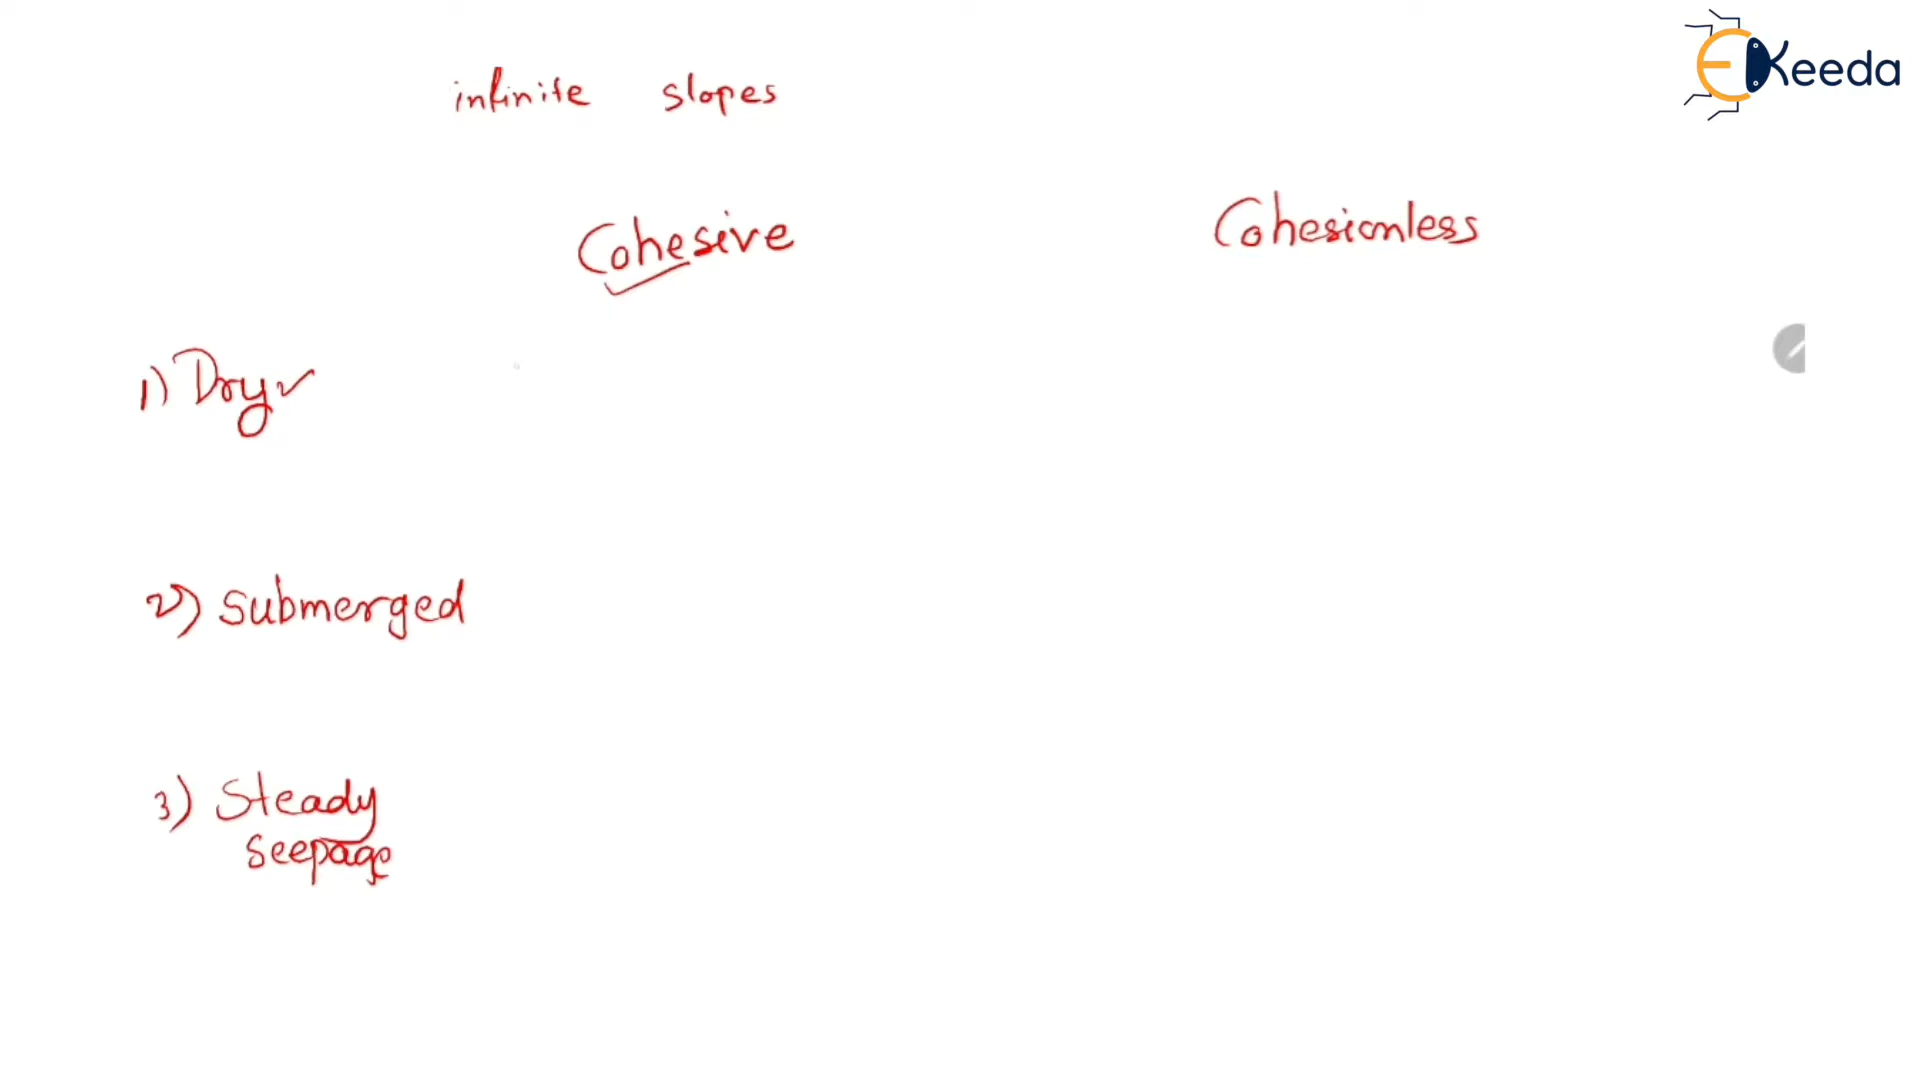 EKeeda
infinite slopes
Cohesive Cohesionless
1) Dry
2) Submerged
3) Steady
Seepage